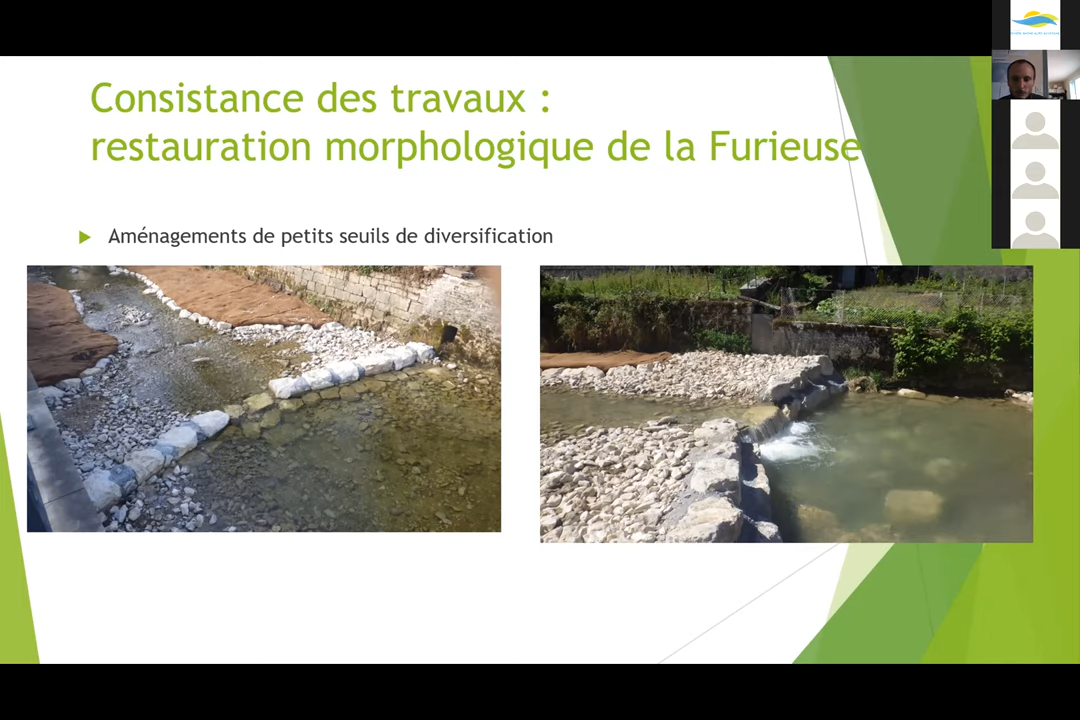 Consistance des travaux :
restauration morphologique de la Furieuse
Aménagements de petits seuils de diversification